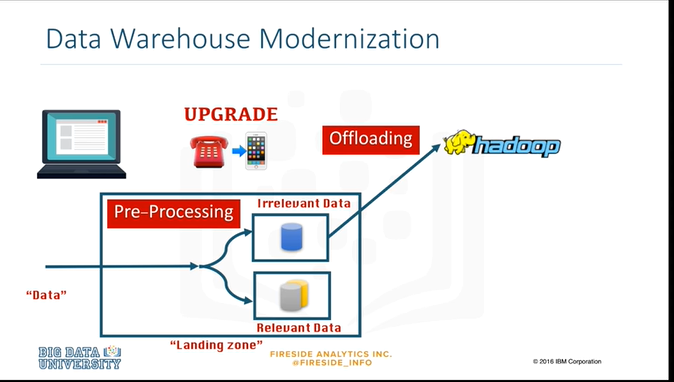 Data Warehouse Modernization
UPGRADE
Offloading
hadoop
Pre-Processing
Irrelevant Data
"Data"
Relevant Data
"Landing zone"
BIG DATA
UNIVERSITY
FIRESIDE ANALYTICS INC.
@FIRESIDE_INFO
© 2016 IBM Corporation